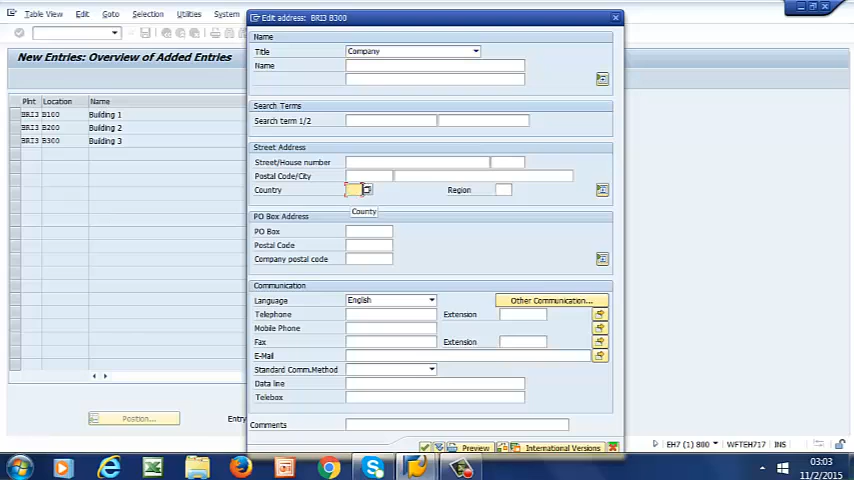 Table View Edit Goto Selection Utilities System
Edit address: BRI3 B300
New Entries: Overview of Added Entries
Name
Title Company
Name
Search Terms
Search term 1/2
Street Address
Street/House number
Postal Code/City
Country Region
County
PO Box Address
PO Box
Postal Code
Company postal code
Communication
Language English Other Communication...
Telephone Extension
Mobile Phone
Fax Extension
E-Mail
Standard Comm.Method
Data line
Telebox
Comments
Preview International Versions
Plnt Location Name
BRI3 B100 Building 1
BRI3 B200 Building 2
BRI3 B300 Building 3
Position... Entry
EH7 (1) 800 WFTEH717 INS
03:03
11/2/2015